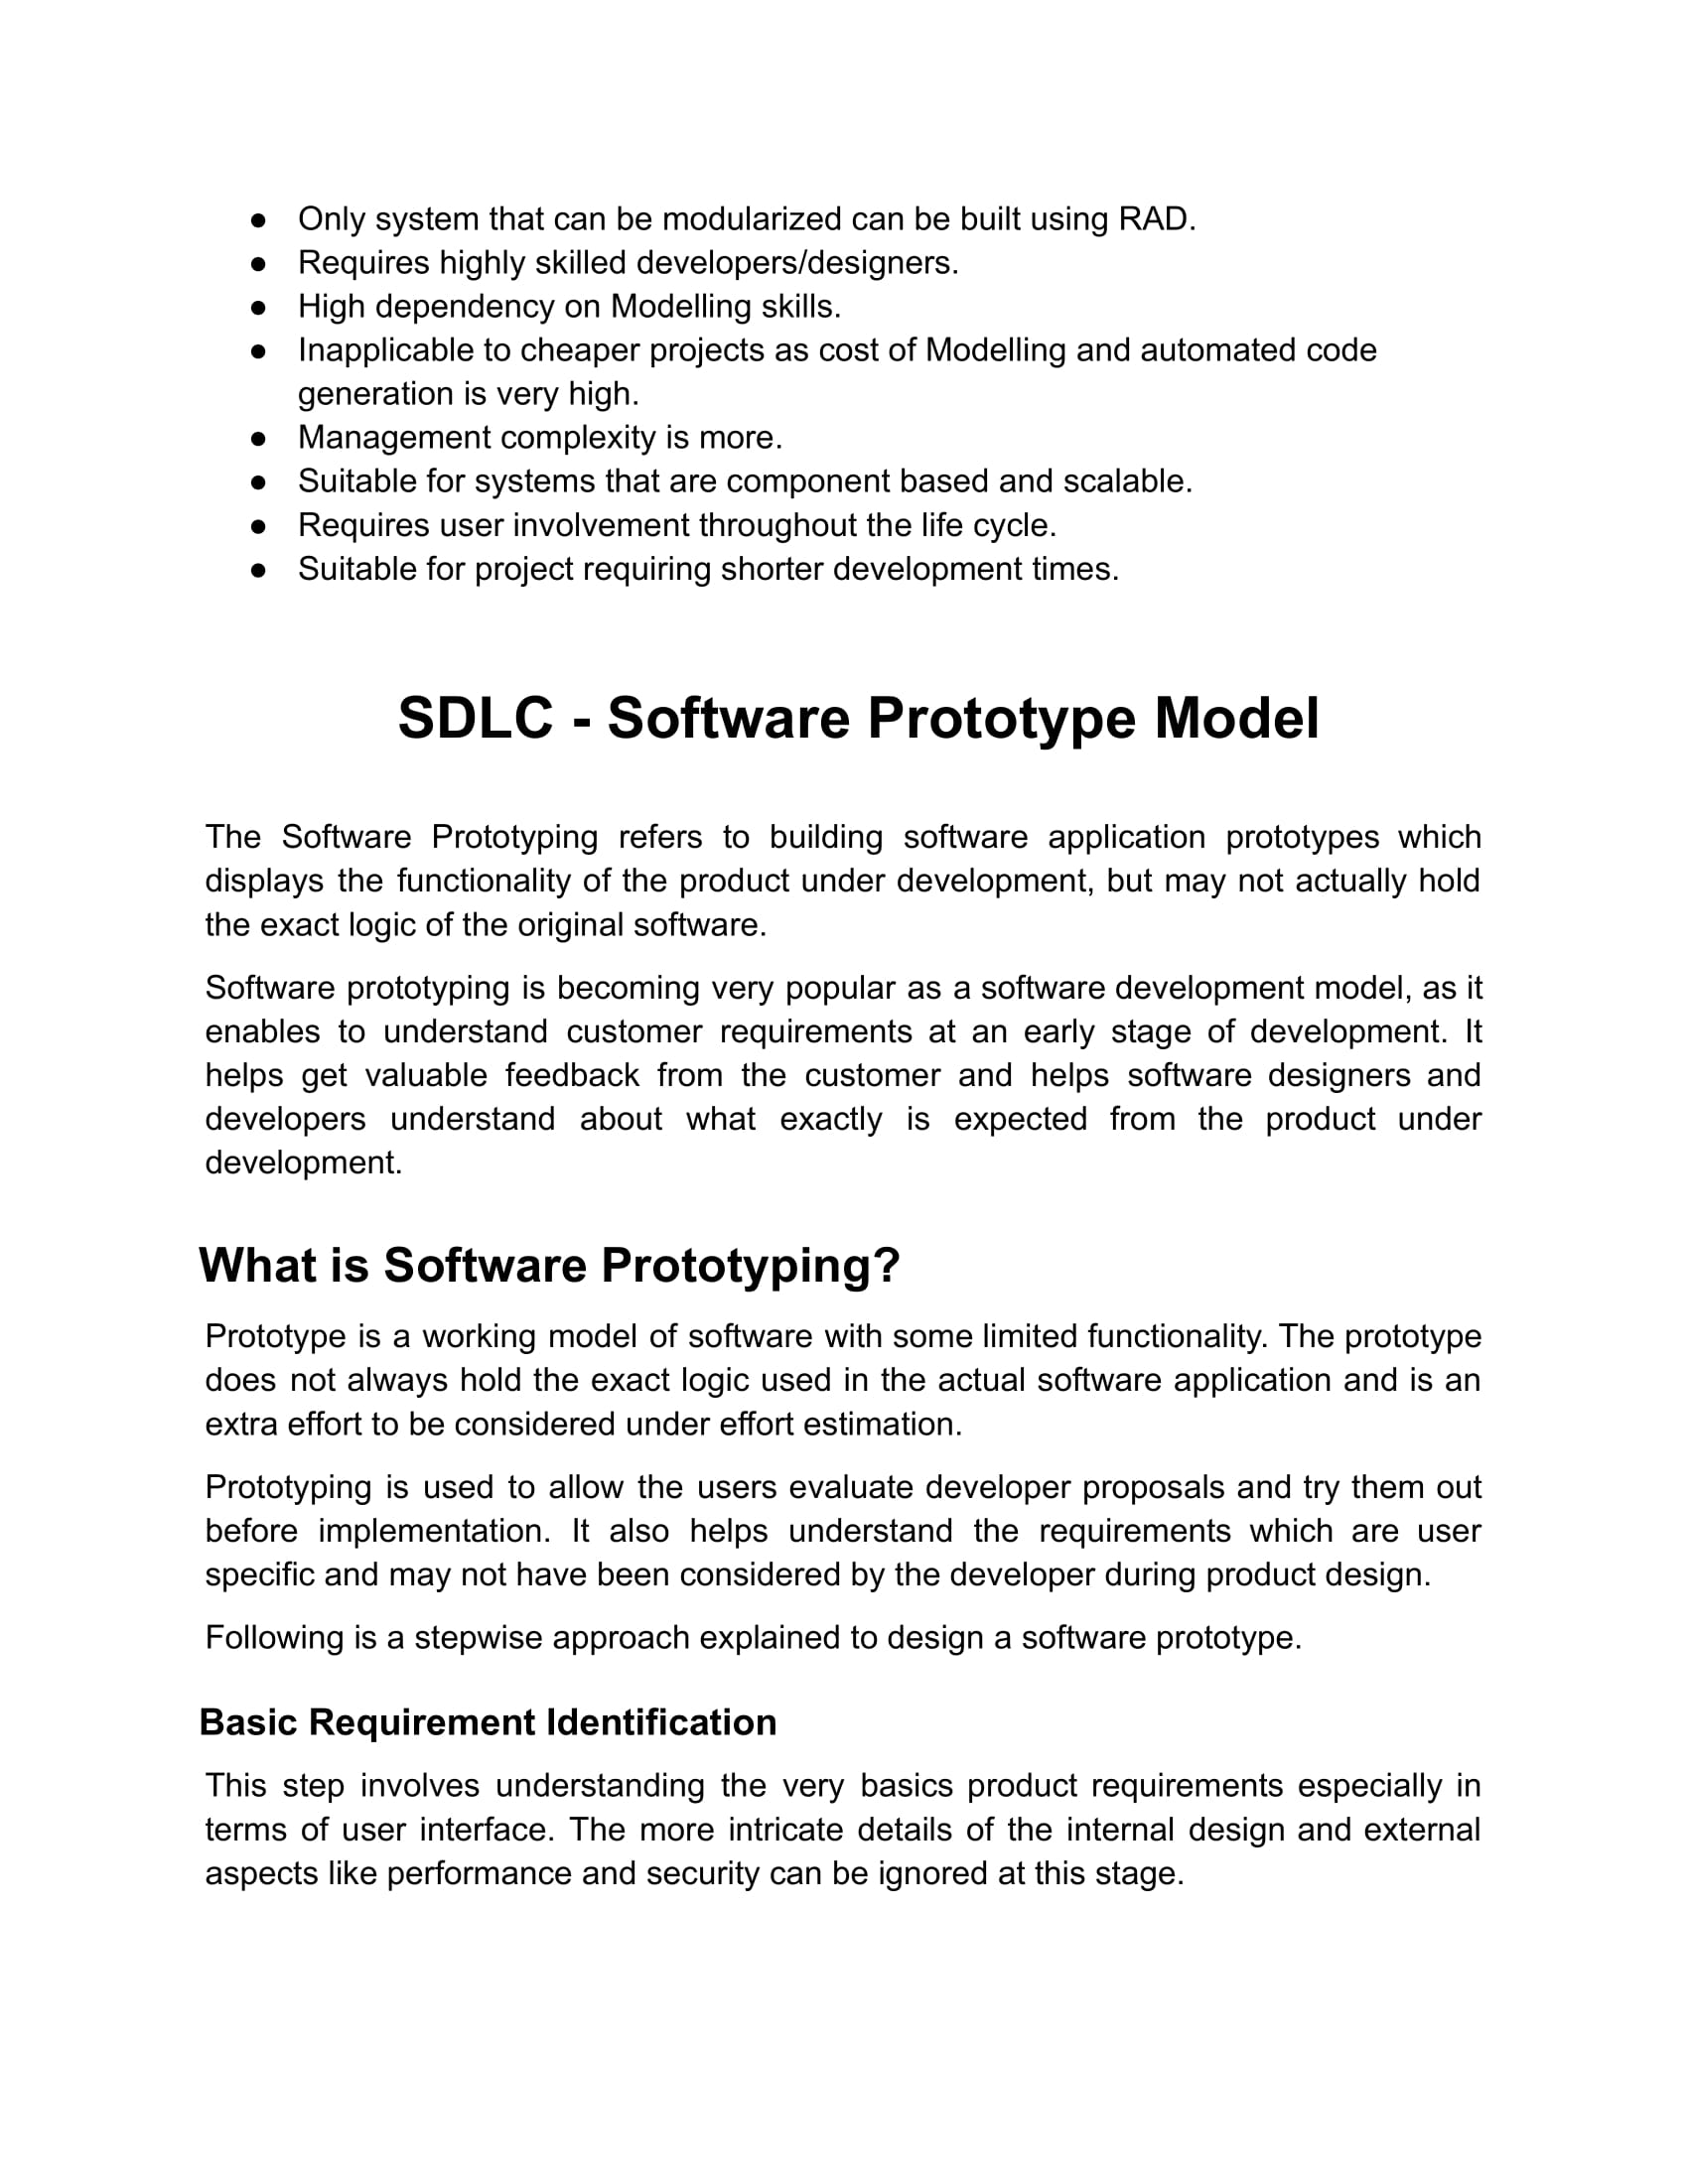 ● Only system that can be modularized can be built using RAD.
● Requires highly skilled developers/designers.
● High dependency on Modelling skills.
● Inapplicable to cheaper projects as cost of Modelling and automated code
generation is very high.
● Management complexity is more.
● Suitable for systems that are component based and scalable.
● Requires user involvement throughout the life cycle.
● Suitable for project requiring shorter development times.
SDLC - Software Prototype Model
The Software Prototyping refers to building software application prototypes which
displays the functionality of the product under development, but may not actually hold
the exact logic of the original software.
Software prototyping is becoming very popular as a software development model, as it
enables to understand customer requirements at an early stage of development. It
helps get valuable feedback from the customer and helps software designers and
developers understand about what exactly is expected from the product under
development.
What is Software Prototyping?
Prototype is a working model of software with some limited functionality. The prototype
does not always hold the exact logic used in the actual software application and is an
extra effort to be considered under effort estimation.
Prototyping is used to allow the users evaluate developer proposals and try them out
before implementation. It also helps understand the requirements which are user
specific and may not have been considered by the developer during product design.
Following is a stepwise approach explained to design a software prototype.
Basic Requirement Identification
This step involves understanding the very basics product requirements especially in
terms of user interface. The more intricate details of the internal design and external
aspects like performance and security can be ignored at this stage.